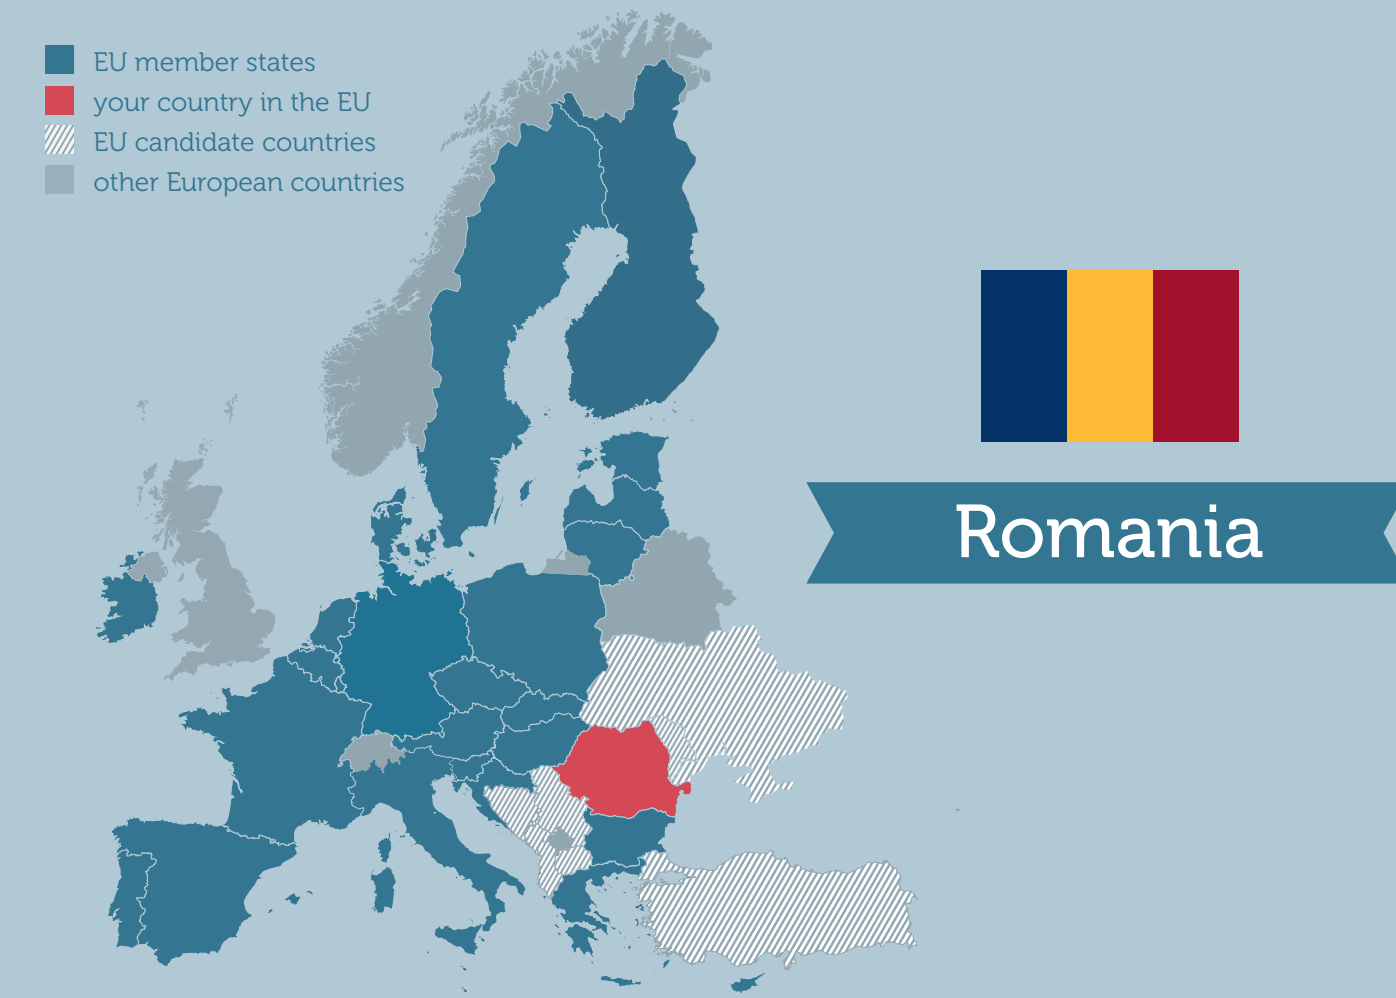 EU member states
your country in the EU
EU candidate countries
other European countries
Romania